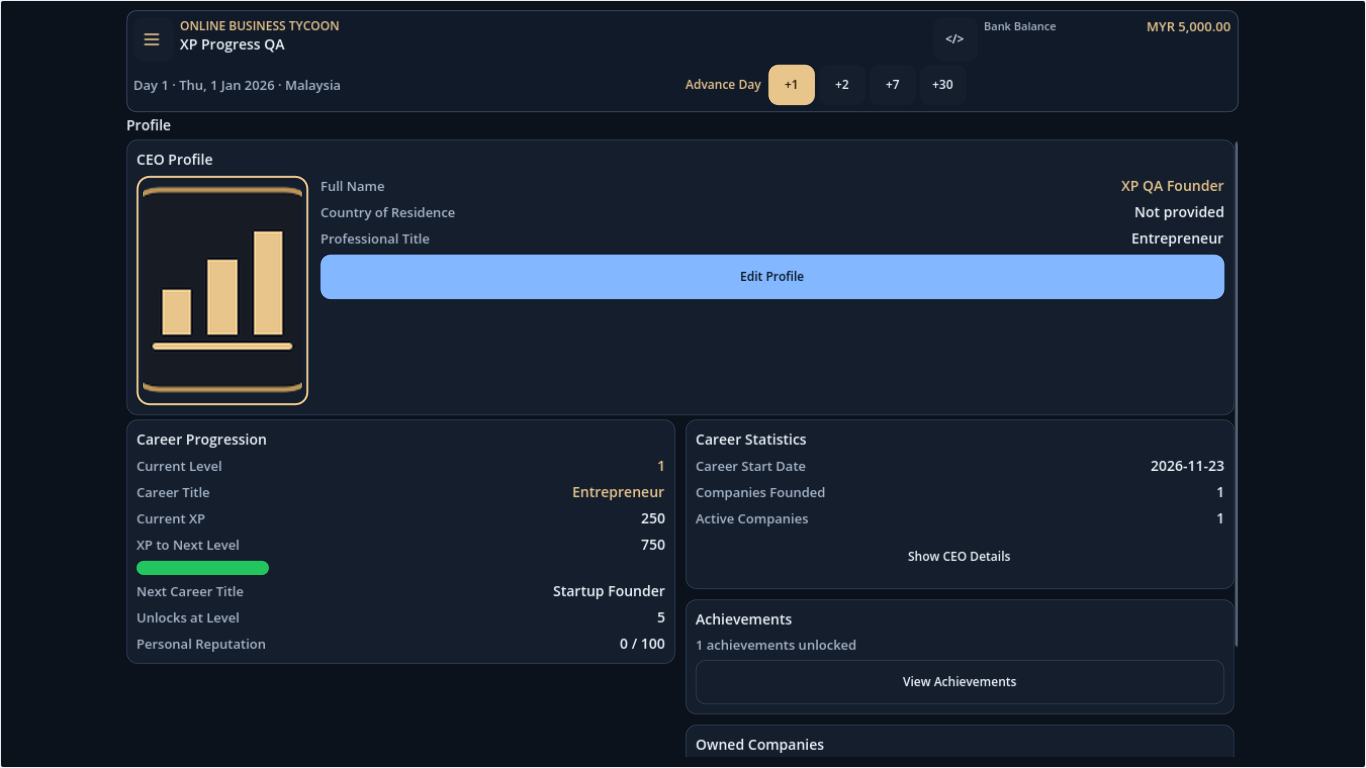 ONLINE BUSINESS TYCOON
XP Progress QA
</>
Bank Balance MYR 5,000.00
Day 1 · Thu, 1 Jan 2026 · Malaysia
Advance Day +1 +2 +7 +30
Profile
CEO Profile
Full Name XP QA Founder
Country of Residence Not provided
Professional Title Entrepreneur
Edit Profile
Career Progression
Current Level 1
Career Title Entrepreneur
Current XP 250
XP to Next Level 750
Next Career Title Startup Founder
Unlocks at Level 5
Personal Reputation 0 / 100
Career Statistics
Career Start Date 2026-11-23
Companies Founded 1
Active Companies 1
Show CEO Details
Achievements
1 achievements unlocked
View Achievements
Owned Companies